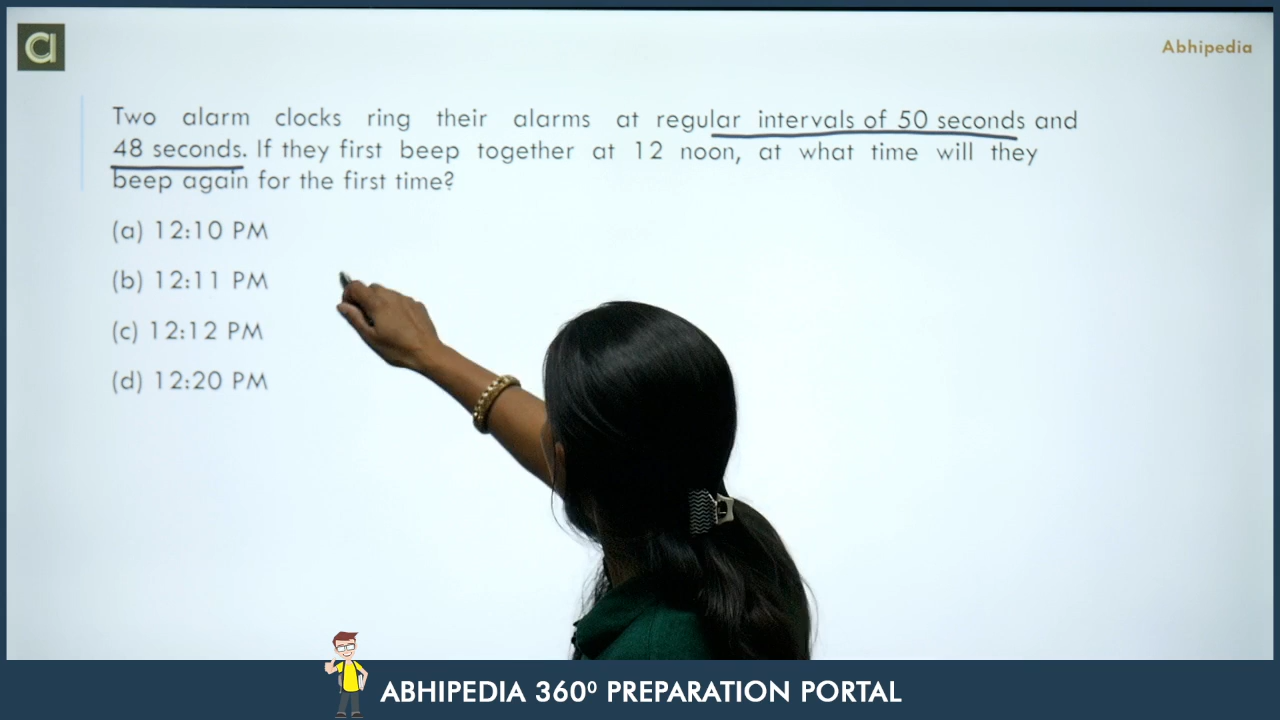 Abhipedia
Two alarm clocks ring their alarms at regular intervals of 50 seconds and
48 seconds. If they first beep together at 12 noon, at what time will they
beep again for the first time?
(a) 12:10 PM
(b) 12:11 PM
(c) 12:12 PM
(d) 12:20 PM
ABHIPEDIA 360⁰ PREPARATION PORTAL